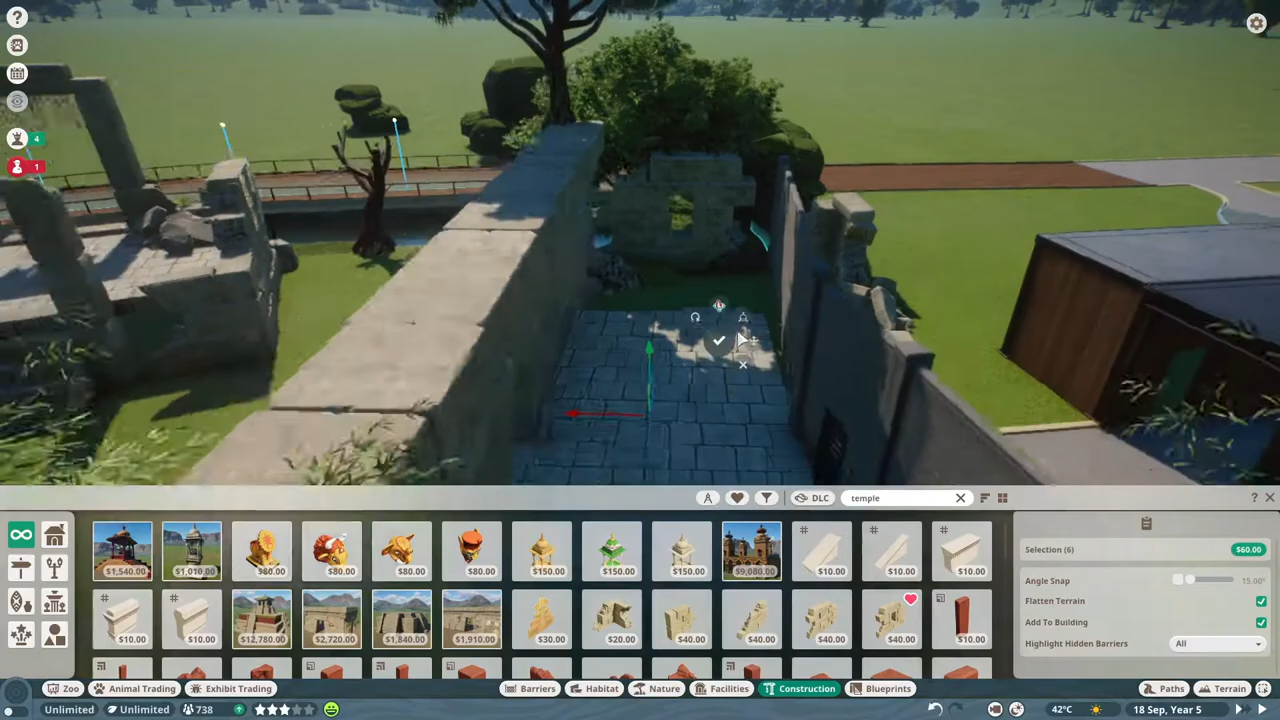 ?
4
1
DLC
temple
?
$1,540.00 $1,010.00 $80.00 $80.00 $80.00 $80.00 $150.00 $150.00 $150.00 $9,080.00 $10.00 $10.00 $10.00
$10.00 $10.00 $12,780.00 $2,720.00 $1,840.00 $1,910.00 $30.00 $20.00 $40.00 $40.00 $40.00 $40.00 $10.00
Selection (6) $60.00
Angle Snap 15.00°
Flatten Terrain
Add To Building
Highlight Hidden Barriers All
Zoo Animal Trading Exhibit Trading Barriers Habitat Nature Facilities Construction Blueprints Paths Terrain
Unlimited Unlimited 738 42°C 18 Sep, Year 5